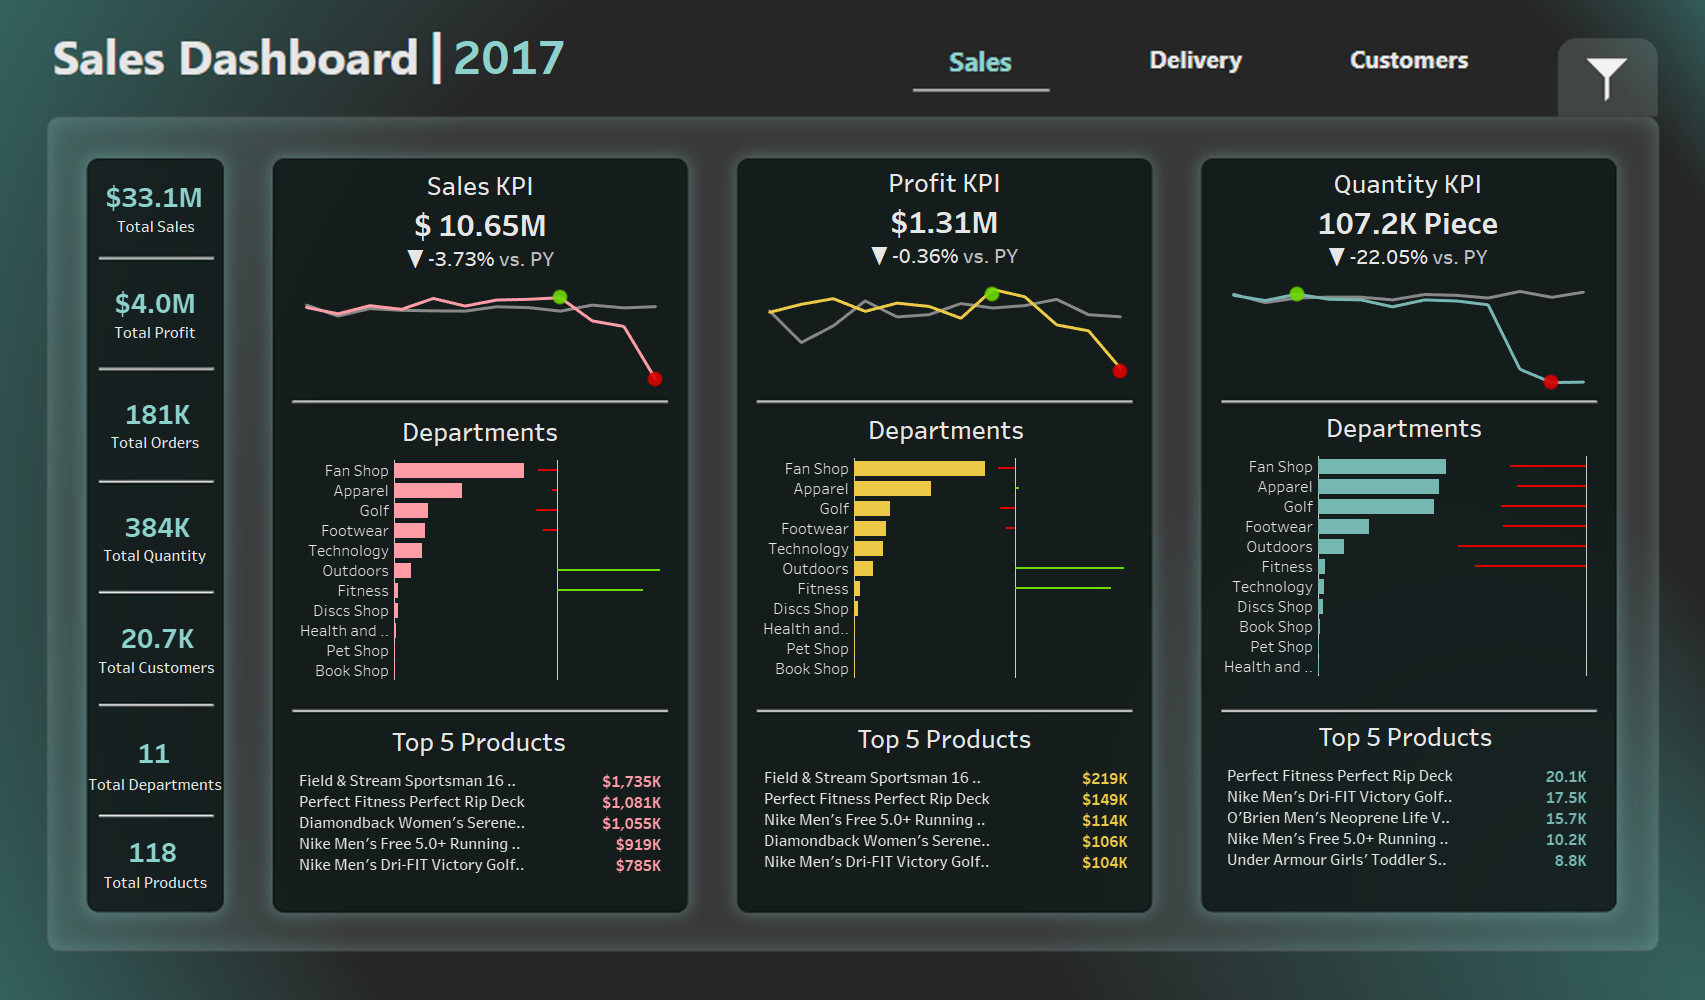 Sales Dashboard | 2017
Sales
Delivery
Customers
$33.1M
Total Sales
$4.0M
Total Profit
181K
Total Orders
384K
Total Quantity
20.7K
Total Customers
11
Total Departments
118
Total Products
Sales KPI
$ 10.65M
▼ -3.73% vs. PY
Departments
Fan Shop
Apparel
Golf
Footwear
Technology
Outdoors
Fitness
Discs Shop
Health and ..
Pet Shop
Book Shop
Top 5 Products
Field & Stream Sportsman 16 .. $1,735K
Perfect Fitness Perfect Rip Deck $1,081K
Diamondback Women's Serene.. $1,055K
Nike Men's Free 5.0+ Running .. $919K
Nike Men's Dri-FIT Victory Golf.. $785K
Profit KPI
$1.31M
▼ -0.36% vs. PY
Departments
Fan Shop
Apparel
Golf
Footwear
Technology
Outdoors
Fitness
Discs Shop
Health and..
Pet Shop
Book Shop
Top 5 Products
Field & Stream Sportsman 16 .. $219K
Perfect Fitness Perfect Rip Deck $149K
Nike Men's Free 5.0+ Running .. $114K
Diamondback Women's Serene.. $106K
Nike Men's Dri-FIT Victory Golf.. $104K
Quantity KPI
107.2K Piece
▼ -22.05% vs. PY
Departments
Fan Shop
Apparel
Golf
Footwear
Outdoors
Fitness
Technology
Discs Shop
Book Shop
Pet Shop
Health and ..
Top 5 Products
Perfect Fitness Perfect Rip Deck 20.1K
Nike Men's Dri-FIT Victory Golf.. 17.5K
O'Brien Men's Neoprene Life V.. 15.7K
Nike Men's Free 5.0+ Running .. 10.2K
Under Armour Girls' Toddler S.. 8.8K